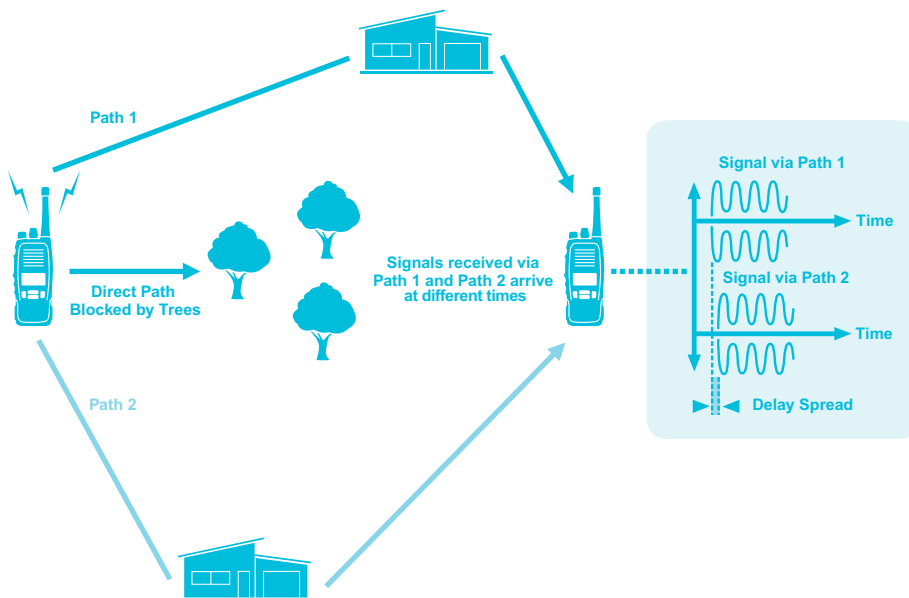 Path 1
Signal via Path 1
Time
Direct Path
Blocked by Trees
Signals received via
Path 1 and Path 2 arrive
at different times
Signal via Path 2
Time
Path 2
Delay Spread